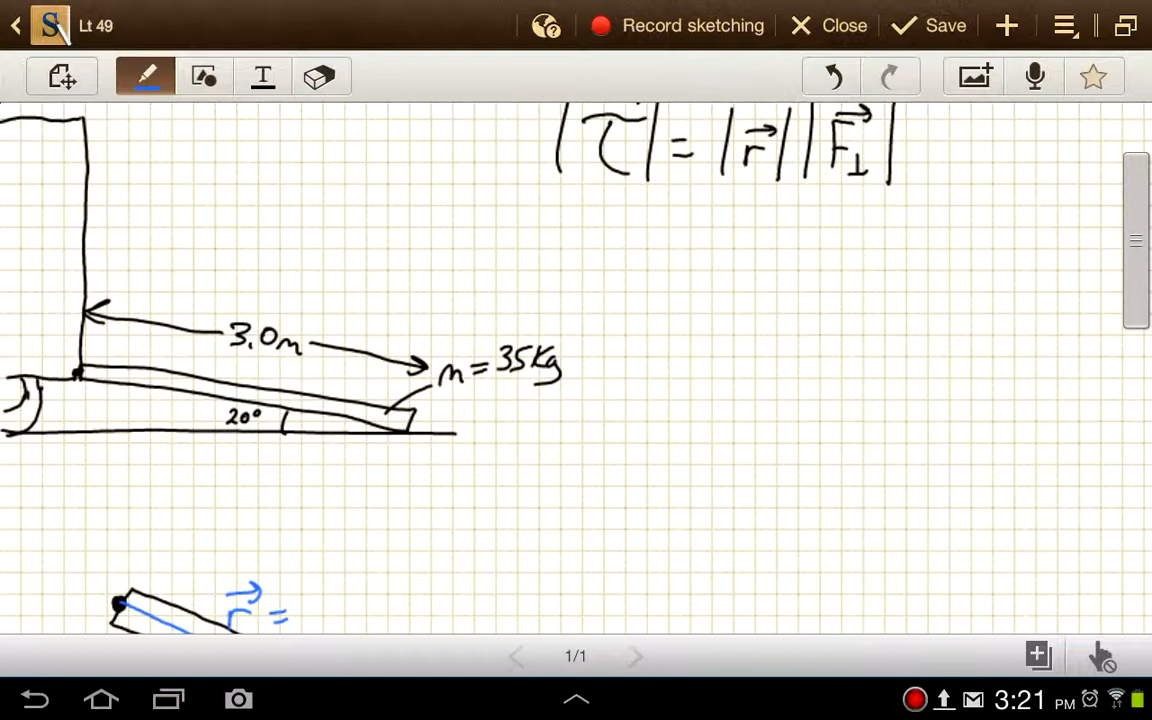 S Lt 49 Record sketching Close Save
T
|τ| = |r⃗| |F⃗⊥|
3.0m
m = 35Kg
20°
r⃗ =
1/1
3:21 PM